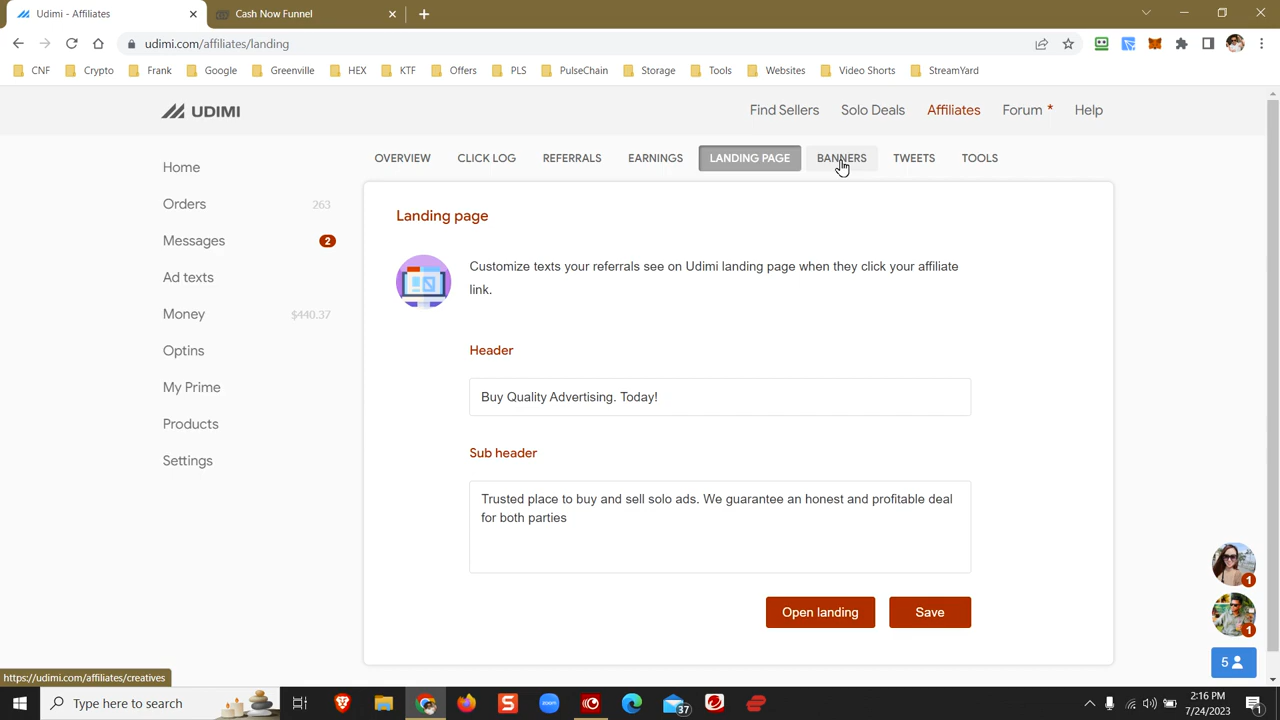 Udimi - Affiliates
Cash Now Funnel
udimi.com/affiliates/landing
CNF Crypto Frank Google Greenville HEX KTF Offers PLS PulseChain Storage Tools Websites Video Shorts StreamYard
UDIMI
Find Sellers Solo Deals Affiliates Forum * Help
OVERVIEW CLICK LOG REFERRALS EARNINGS LANDING PAGE BANNERS TWEETS TOOLS
Home
Orders 263
Messages 2
Ad texts
Money $440.37
Optins
My Prime
Products
Settings
Landing page
Customize texts your referrals see on Udimi landing page when they click your affiliate
link.
Header
Buy Quality Advertising. Today!
Sub header
Trusted place to buy and sell solo ads. We guarantee an honest and profitable deal
for both parties
Open landing Save
1
1
5
https://udimi.com/affiliates/creatives
Type here to search
zoom
37
2:16 PM
7/24/2023
1